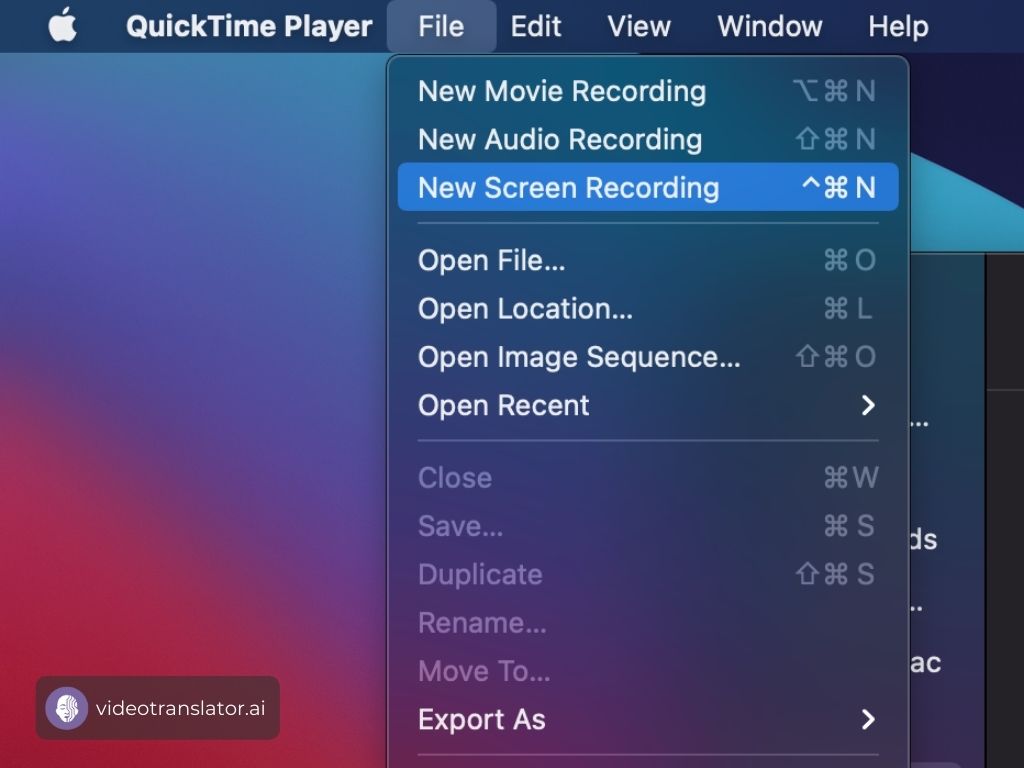 QuickTime Player File Edit View Window Help
New Movie Recording ⌥⌘N
New Audio Recording ⇧⌘N
New Screen Recording ^⌘N
Open File... ⌘O
Open Location... ⌘L
Open Image Sequence... ⇧⌘O
Open Recent >
...
Close ⌘W
Save... ⌘S
ds
Duplicate ⇧⌘S
Rename...
Move To...
ac
Export As >
videotranslator.ai